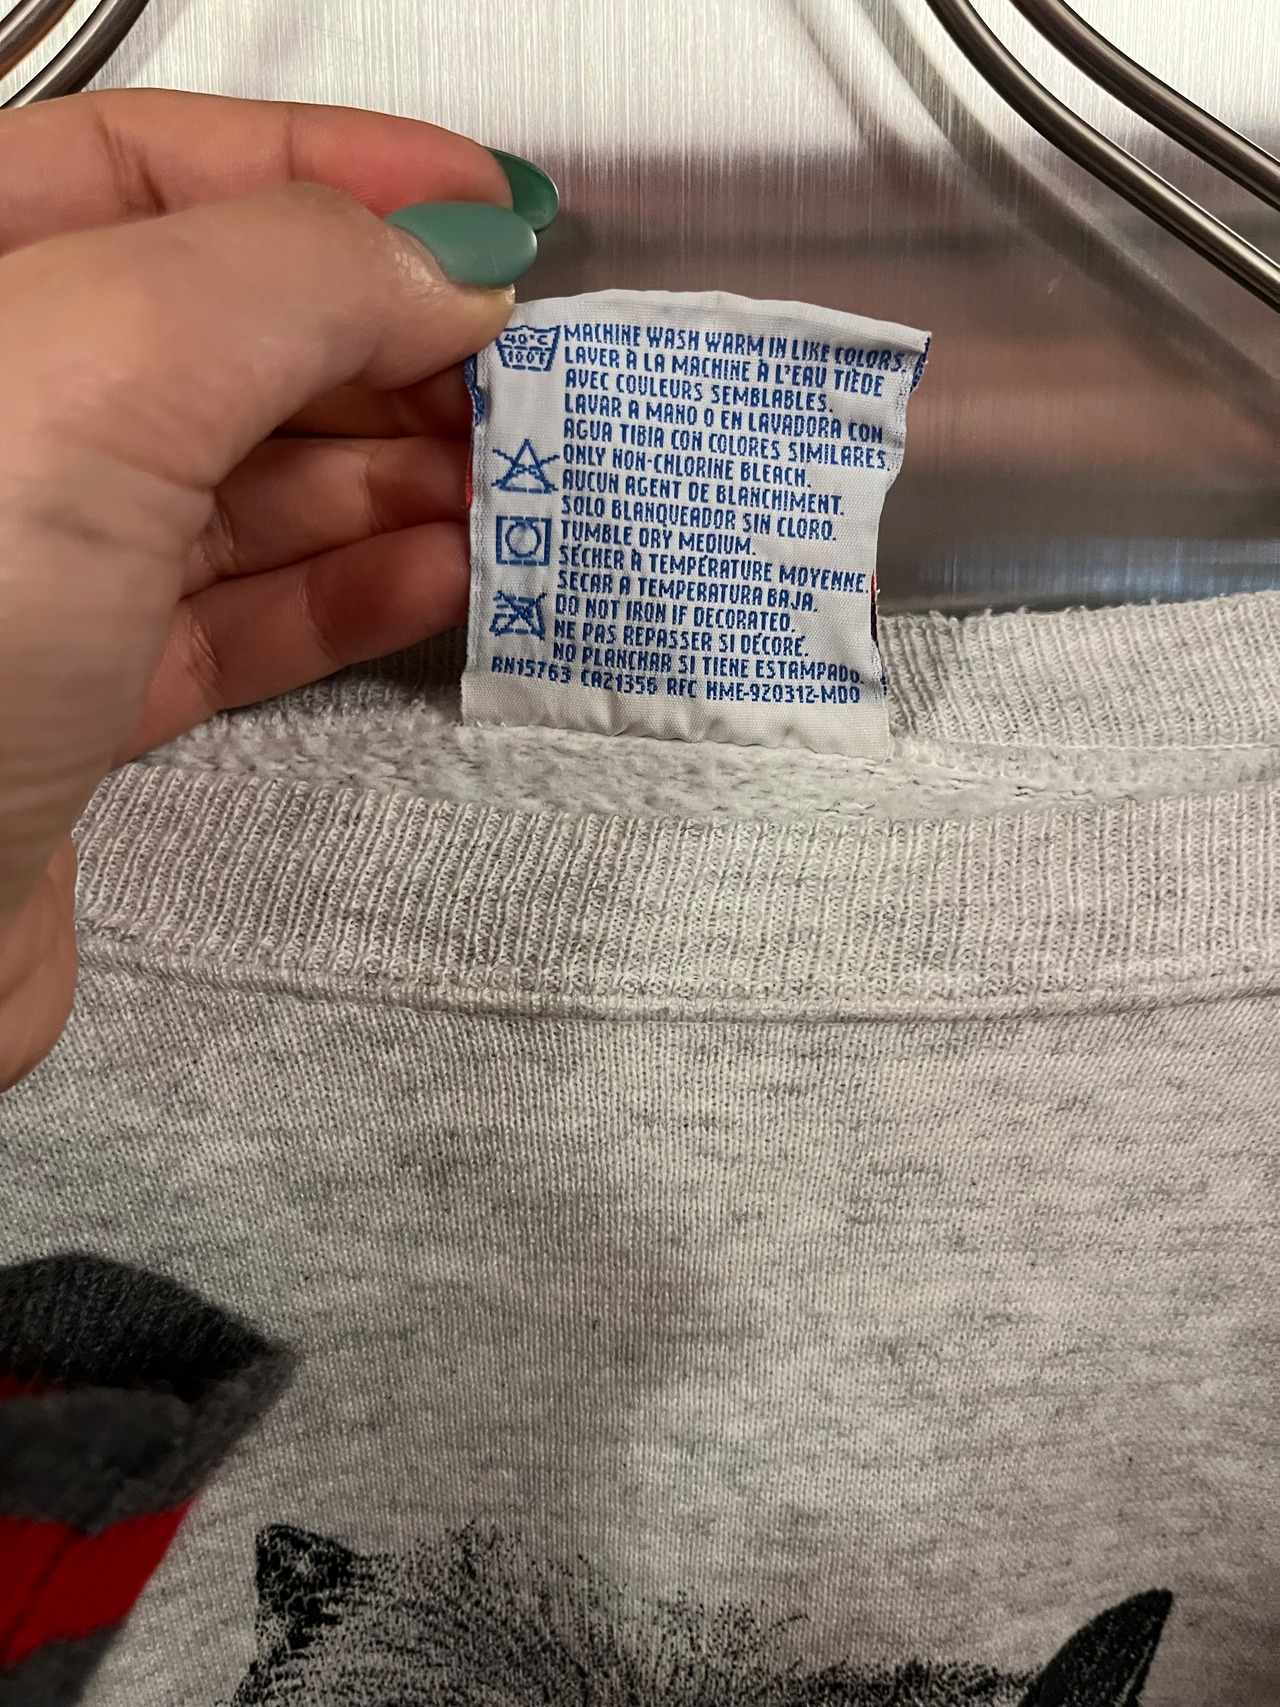 40°C
100F
MACHINE WASH WARM IN LIKE COLORS.
LAVER À LA MACHINE À L'EAU TIÈDE
AVEC COULEURS SEMBLABLES.
LAVAR A MANO O EN LAVADORA CON
AGUA TIBIA CON COLORES SIMILARES.
ONLY NON-CHLORINE BLEACH.
AUCUN AGENT DE BLANCHIMENT.
SOLO BLANQUEADOR SIN CLORO.
TUMBLE DRY MEDIUM.
SÉCHER À TEMPÉRATURE MOYENNE.
SECAR A TEMPERATURA BAJA.
DO NOT IRON IF DECORATED.
NE PAS REPASSER SI DÉCORÉ.
NO PLANCHAR SI TIENE ESTAMPADO.
RN15763 CA21356 RFC HME-920312-MD0